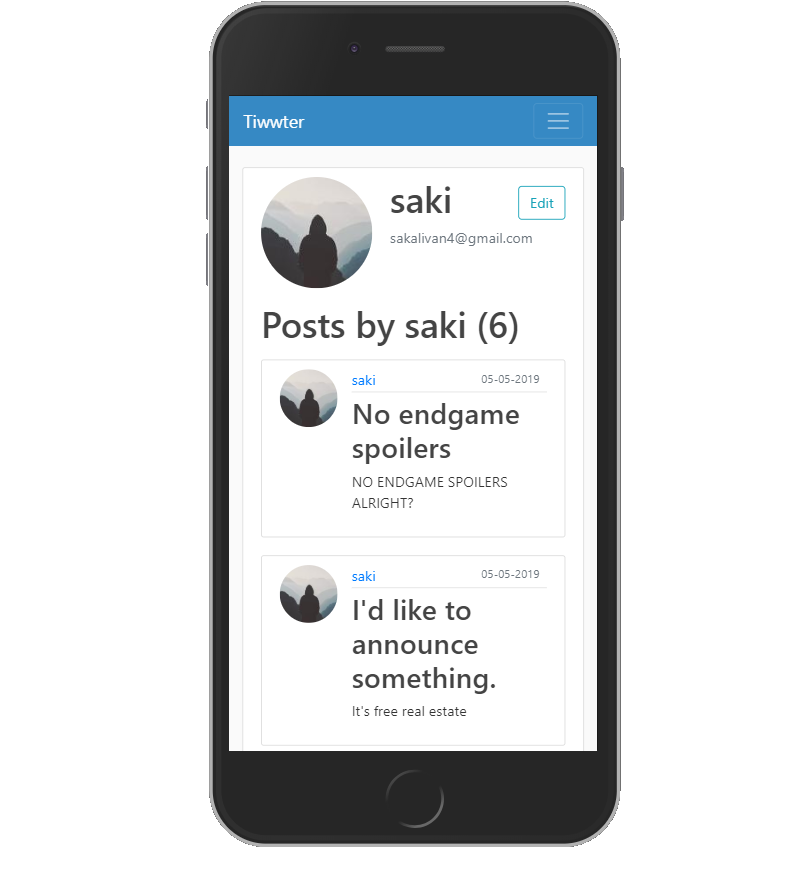 Tiwwter
saki
Edit
sakalivan4@gmail.com
Posts by saki (6)
saki 05-05-2019
No endgame
spoilers
NO ENDGAME SPOILERS
ALRIGHT?
saki 05-05-2019
I'd like to
announce
something.
It's free real estate